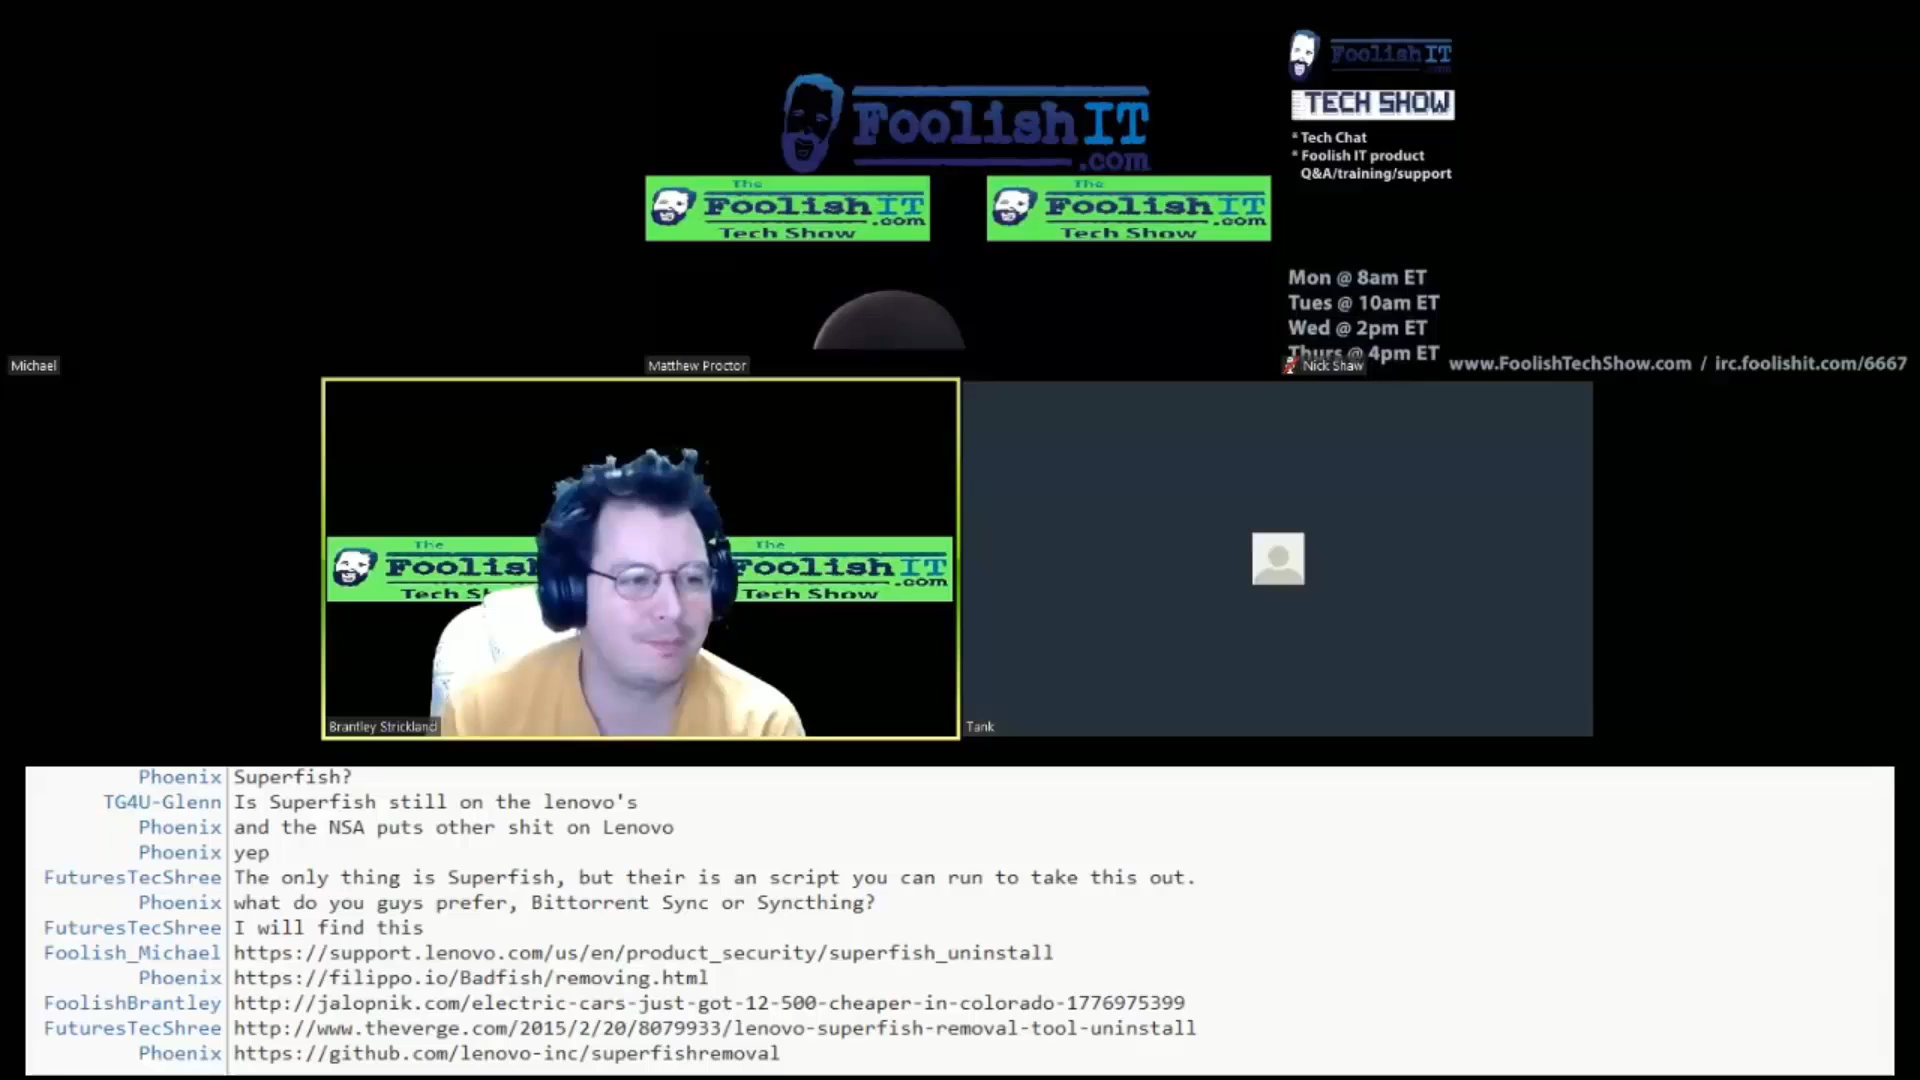 FoolishIT
.com
FoolishIT
TECH SHOW
* Tech Chat
* Foolish IT product
Q&A/training/support
The
FoolishIT
.com
Tech Show
The
FoolishIT
.com
Tech Show
Mon @ 8am ET
Tues @ 10am ET
Wed @ 2pm ET
Thurs @ 4pm ET
www.FoolishTechShow.com / irc.foolishit.com/6667
Michael
Matthew Proctor
Nick Shaw
The
Foolish
Tech S
The
FoolishIT
.com
Tech Show
Brantley Strickland
Tank
Phoenix Superfish?
TG4U-Glenn Is Superfish still on the lenovo's
Phoenix and the NSA puts other shit on Lenovo
Phoenix yep
FuturesTecShree The only thing is Superfish, but their is an script you can run to take this out.
Phoenix what do you guys prefer, Bittorrent Sync or Syncthing?
FuturesTecShree I will find this
Foolish_Michael https://support.lenovo.com/us/en/product_security/superfish_uninstall
Phoenix https://filippo.io/Badfish/removing.html
FoolishBrantley http://jalopnik.com/electric-cars-just-got-12-500-cheaper-in-colorado-1776975399
FuturesTecShree http://www.theverge.com/2015/2/20/8079933/lenovo-superfish-removal-tool-uninstall
Phoenix https://github.com/lenovo-inc/superfishremoval